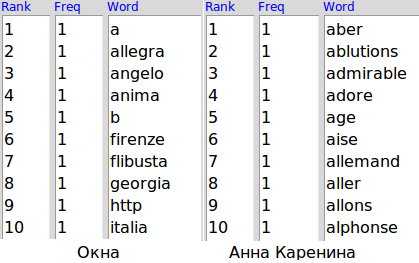 Rank Freq Word Rank Freq Word
1 1 a 1 1 aber
2 1 allegra 2 1 ablutions
3 1 angelo 3 1 admirable
4 1 anima 4 1 adore
5 1 b 5 1 age
6 1 firenze 6 1 aise
7 1 flibusta 7 1 allemand
8 1 georgia 8 1 aller
9 1 http 9 1 allons
10 1 italia 10 1 alphonse
Окна Анна Каренина